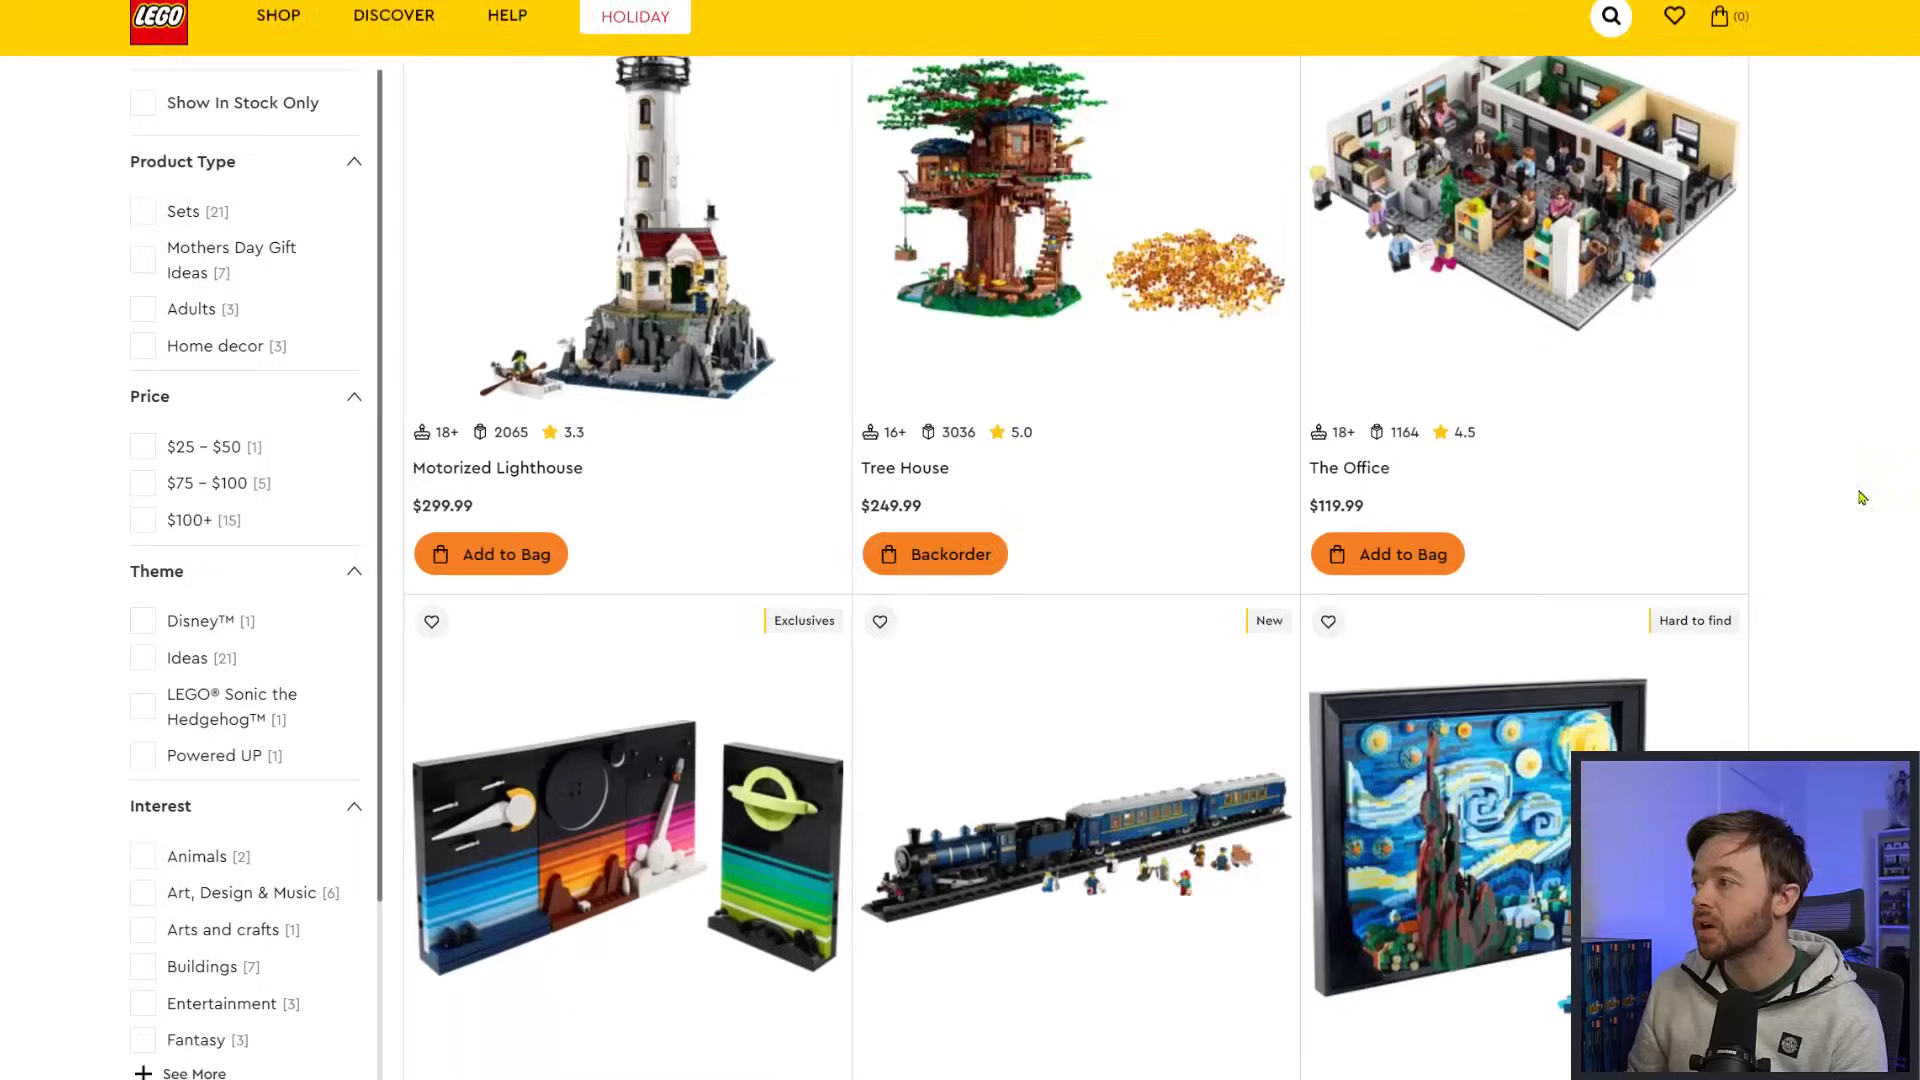 LEGO
SHOP
DISCOVER
HELP
HOLIDAY
(0)
Show In Stock Only
Product Type
Sets [21]
Mothers Day Gift
Ideas [7]
Adults [3]
Home decor [3]
Price
$25 – $50 [1]
$75 – $100 [5]
$100+ [15]
Theme
Disney™ [1]
Ideas [21]
LEGO® Sonic the
Hedgehog™ [1]
Powered UP [1]
Interest
Animals [2]
Art, Design & Music [6]
Arts and crafts [1]
Buildings [7]
Entertainment [3]
Fantasy [3]
See More
18+ 2065 3.3
Motorized Lighthouse
$299.99
Add to Bag
16+ 3036 5.0
Tree House
$249.99
Backorder
18+ 1164 4.5
The Office
$119.99
Add to Bag
Exclusives
New
Hard to find